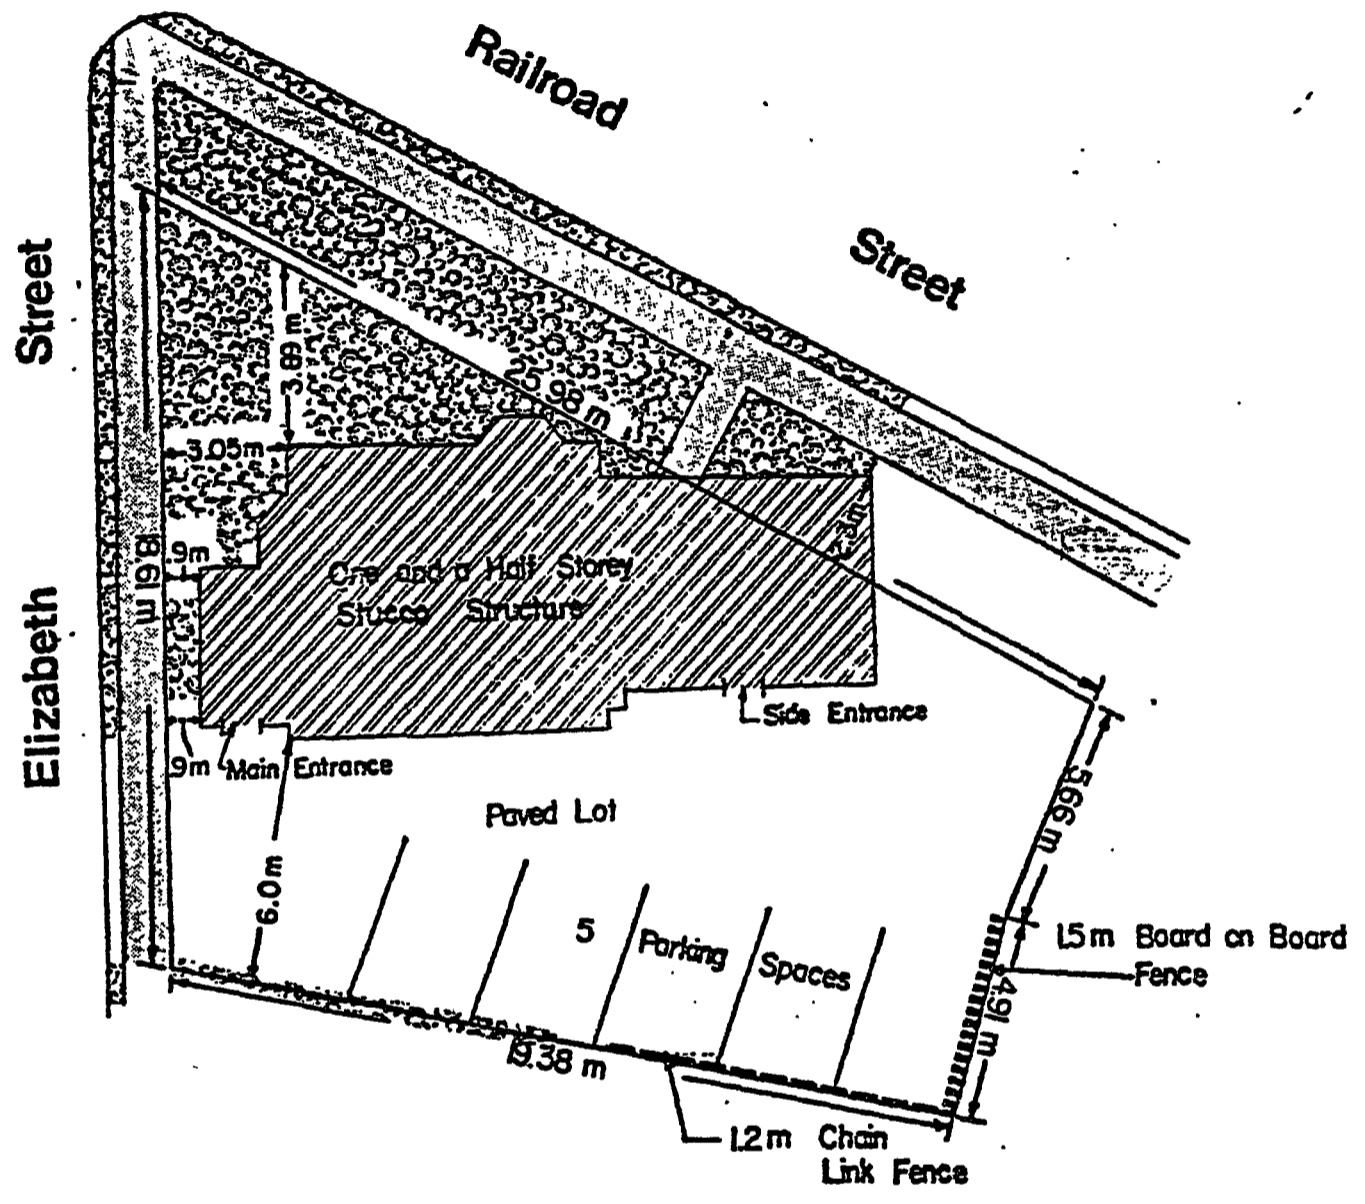 Railroad
Street
Street
Elizabeth
3.89 m
25.98 m
3.05m
.9m
18.19 m
One and a Half Storey
Stucco Structure
Side Entrance
.9m
Main Entrance
Paved Lot
5.66 m
6.0m
5 Parking Spaces
1.5m Board on Board
Fence
4.91 m
19.38 m
1.2m Chain
Link Fence